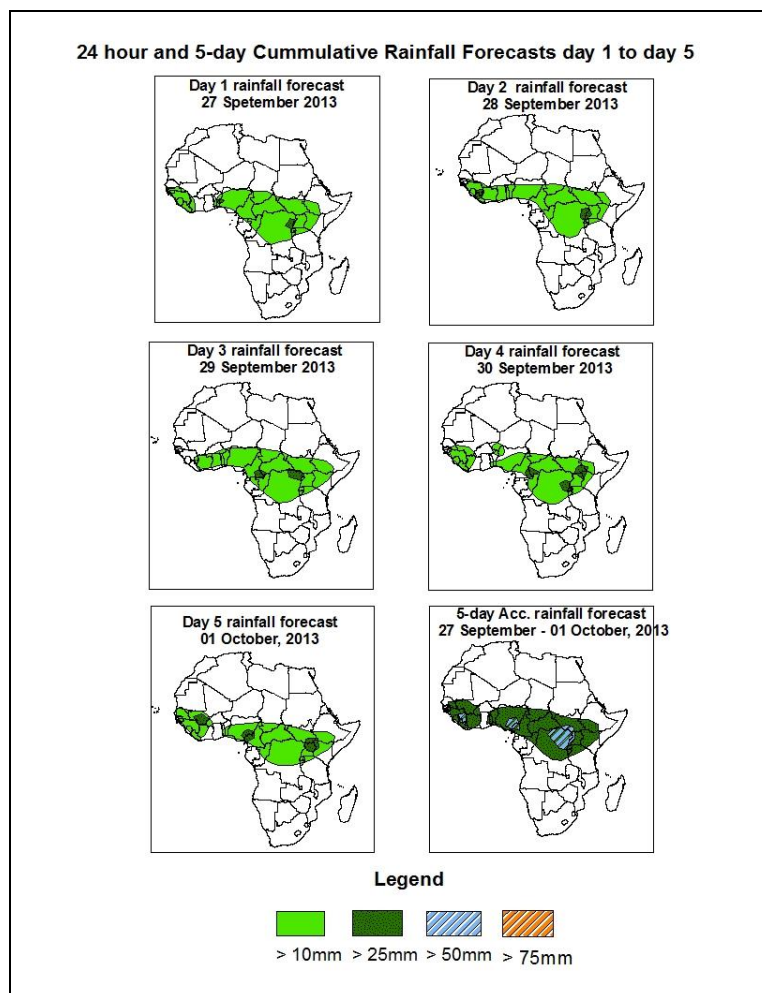 24 hour and 5-day Cummulative Rainfall Forecasts day 1 to day 5
Day 1 rainfall forecast
27 Spetember 2013
Day 2 rainfall forecast
28 September 2013
Day 3 rainfall forecast
29 September 2013
Day 4 rainfall forecast
30 September 2013
Day 5 rainfall forecast
01 October, 2013
5-day Acc. rainfall forecast
27 September - 01 October, 2013
Legend
> 10mm
> 25mm
> 50mm
> 75mm